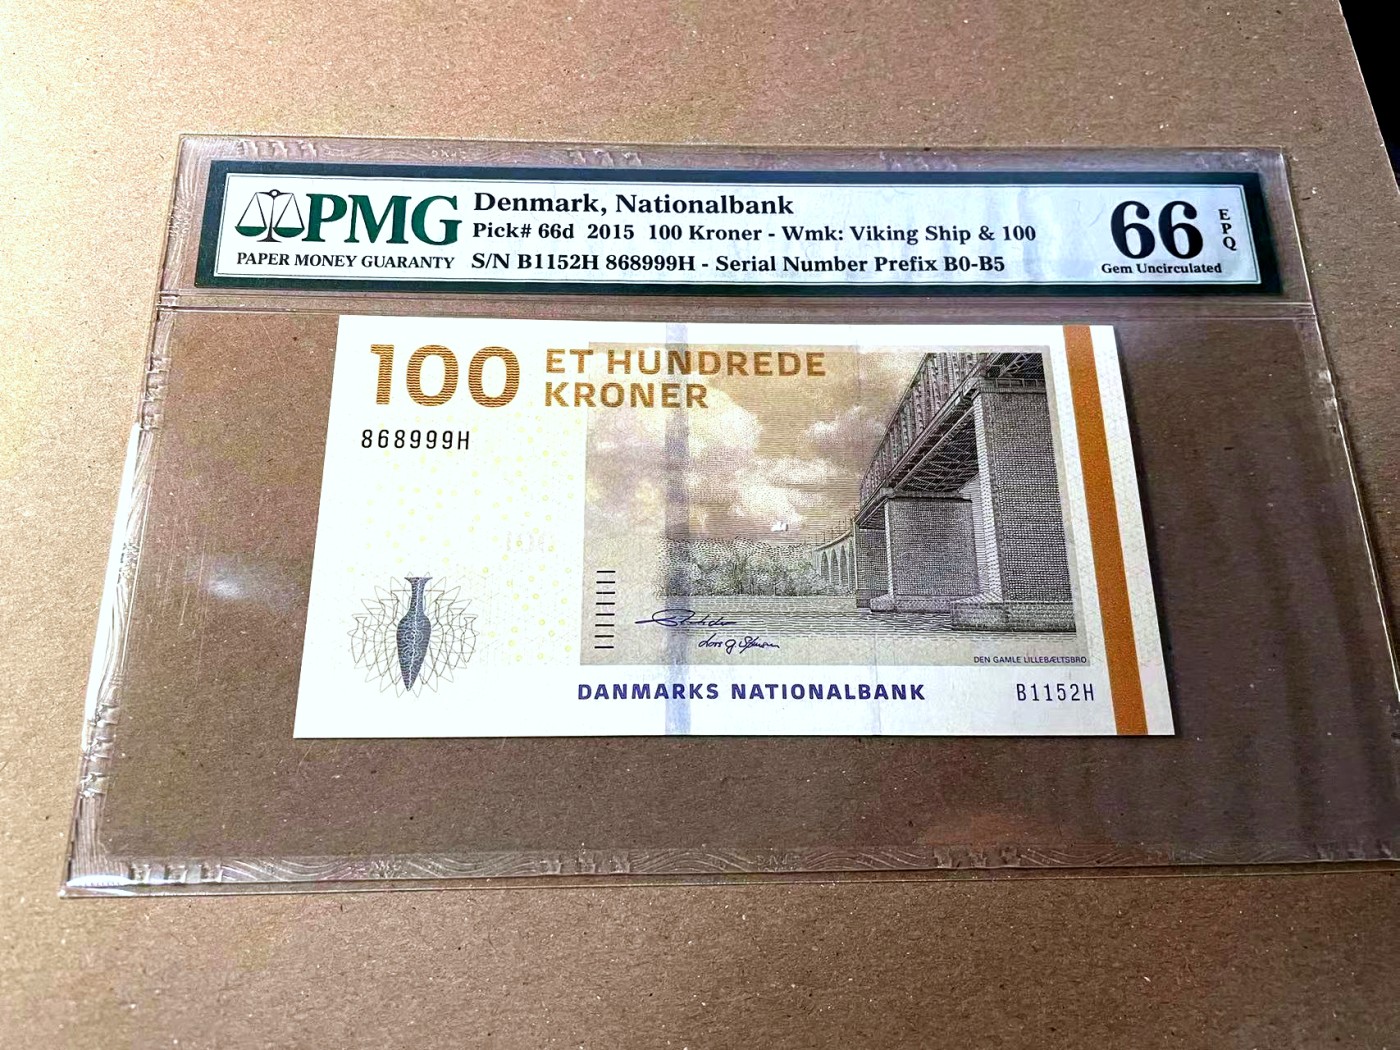 PMG
PAPER MONEY GUARANTY
Denmark, Nationalbank
Pick# 66d 2015 100 Kroner - Wmk: Viking Ship & 100
S/N B1152H 868999H - Serial Number Prefix B0-B5
66
EPQ
Gem Uncirculated
100
ET HUNDREDE
KRONER
868999H
100
DEN GAMLE LILLEBÆLTSBRO
DANMARKS NATIONALBANK
B1152H